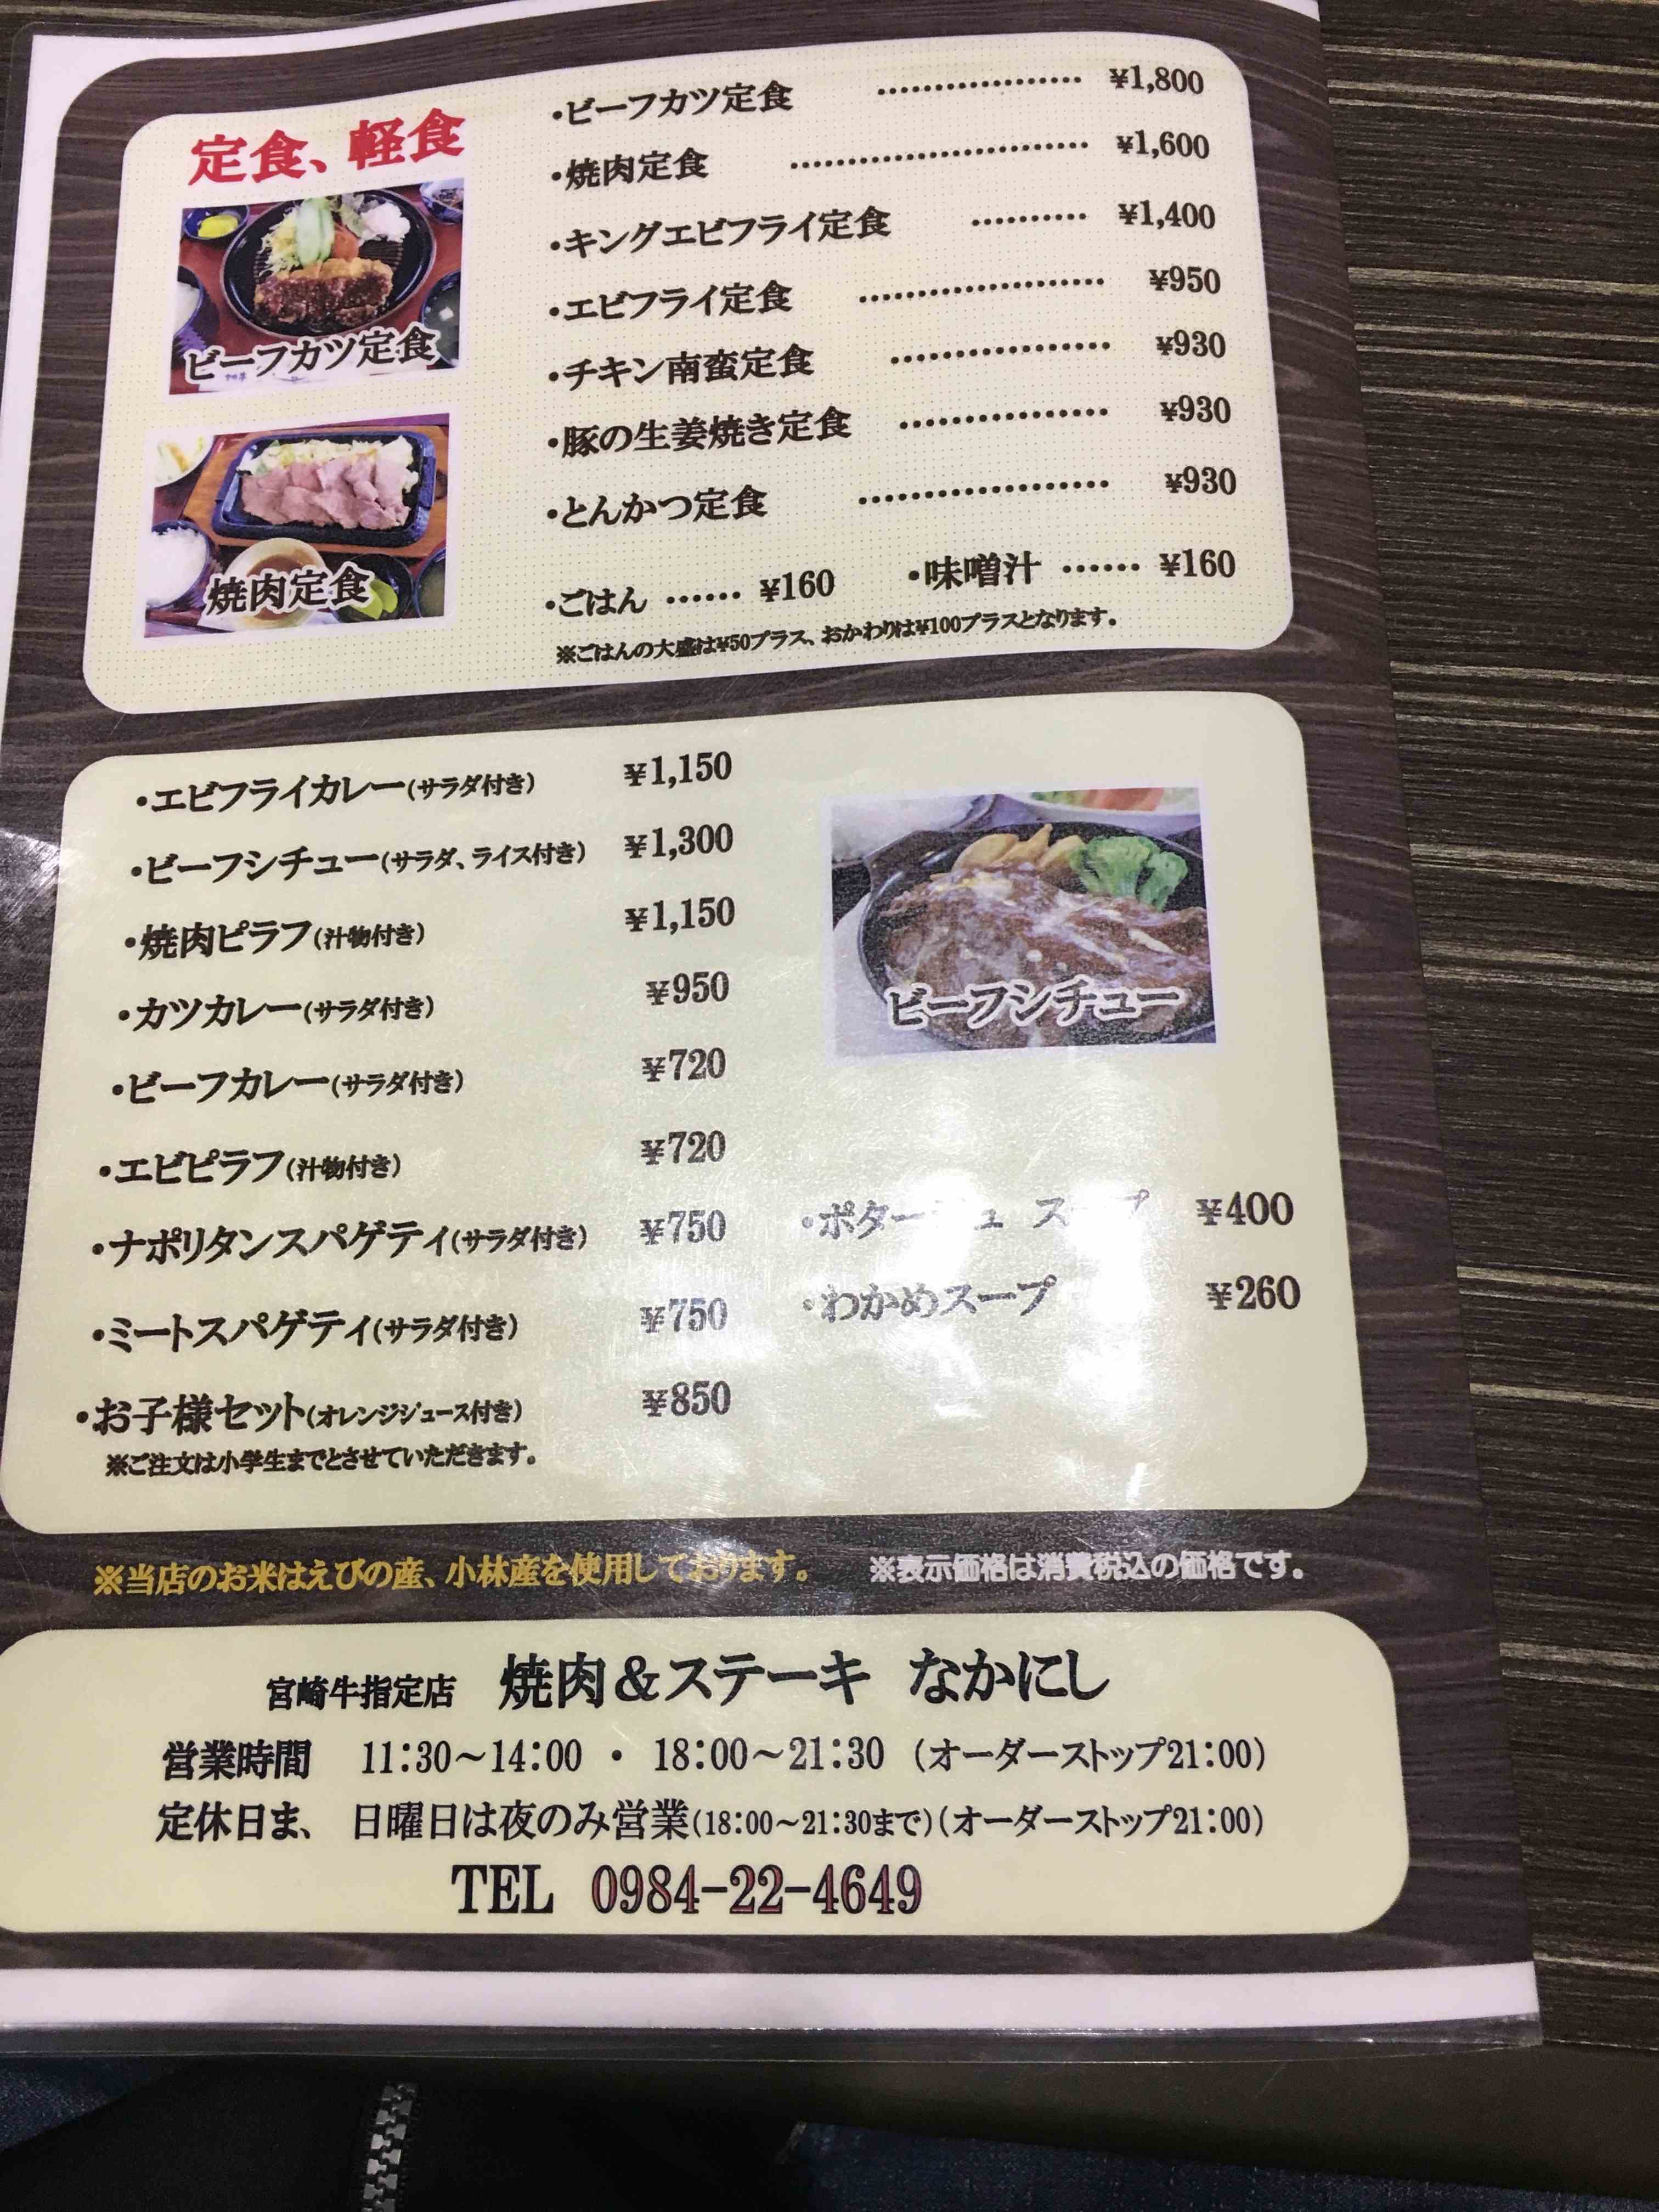 定食、軽食
ビーフカツ定食
焼肉定食
・ビーフカツ定食 ・・・・・・・・・・・・・・・・・・ ¥1,800
・焼肉定食 ・・・・・・・・・・・・・・・・・・・・・・・・・・ ¥1,600
・キングエビフライ定食 ・・・・・・・・・・ ¥1,400
・エビフライ定食 ・・・・・・・・・・・・・・・・・・・・・ ¥950
・チキン南蛮定食 ・・・・・・・・・・・・・・・・・・・ ¥930
・豚の生姜焼き定食 ・・・・・・・・・・・・・・・・・・ ¥930
・とんかつ定食 ・・・・・・・・・・・・・・・・・・・・・・ ¥930
・ごはん ・・・・・・ ¥160 ・味噌汁 ・・・・・・ ¥160
※ごはんの大盛は¥50プラス、おかわりは¥100プラスとなります。
・エビフライカレー(サラダ付き) ¥1,150
・ビーフシチュー(サラダ、ライス付き) ¥1,300
・焼肉ピラフ(汁物付き) ¥1,150
・カツカレー(サラダ付き) ¥950
・ビーフカレー(サラダ付き) ¥720
・エビピラフ(汁物付き) ¥720
・ナポリタンスパゲティ(サラダ付き) ¥750
・ミートスパゲティ(サラダ付き) ¥750
・お子様セット(オレンジジュース付き) ¥850
※ご注文は小学生までとさせていただきます。
ビーフシチュー
¥400
・わかめスープ ¥260
※当店のお米はえびの産、小林産を使用しております。 ※表示価格は消費税込の価格です。
宮崎牛指定店 焼肉＆ステーキ なかにし
営業時間 11:30～14:00 ・ 18:00～21:30 (オーダーストップ21:00)
定休日ま、 日曜日は夜のみ営業(18:00～21:30まで)(オーダーストップ21:00)
TEL 0984-22-4649